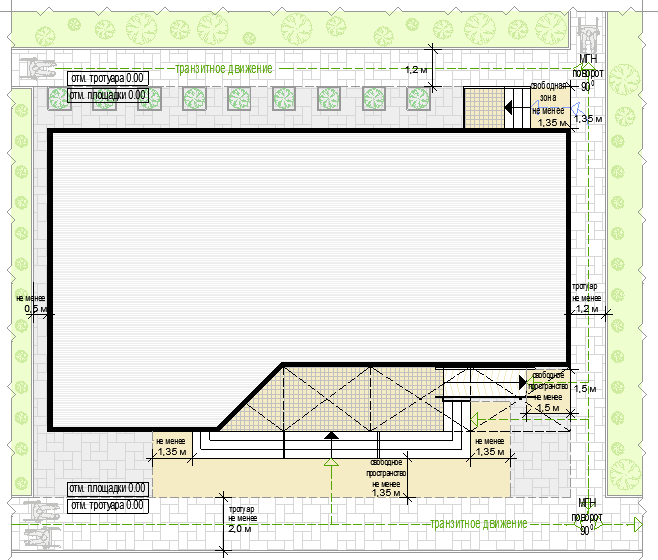 транзитное движение
1,2 м
МГН
поворот
90°
отм. тротуара 0.00
отм. площадки 0.00
свободная
зона
не менее
1,35 м
1,35 м
не менее
0,5 м
тротуар
не менее
1,2 м
свободное
пространство
не менее
1,5 м
1,5 м
не менее
1,35 м
не менее
1,35 м
свободное
пространство
не менее
1,35 м
отм. площадки 0.00
отм. тротуара 0.00
тротуар
не менее
2,0 м
транзитное движение
МГН
поворот
90°